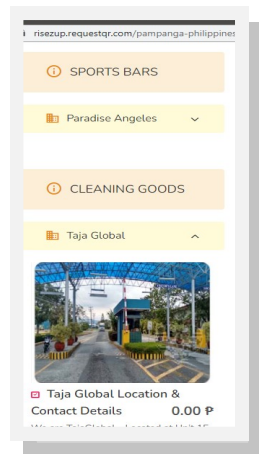 risezup.requestqr.com/pampanga-philippines
SPORTS BARS
Paradise Angeles
CLEANING GOODS
Taja Global
Taja Global Location &
Contact Details 0.00 ₱